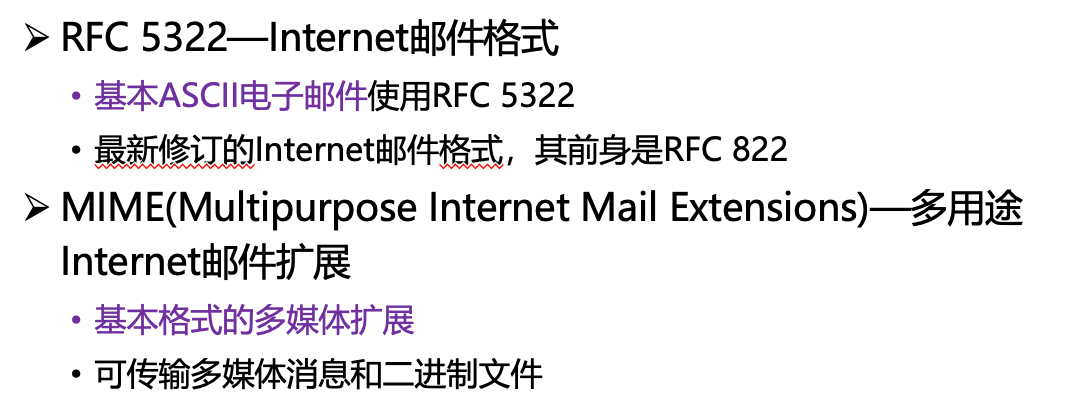 ➢ RFC 5322—Internet邮件格式
• 基本ASCII电子邮件使用RFC 5322
• 最新修订的Internet邮件格式，其前身是RFC 822
➢ MIME(Multipurpose Internet Mail Extensions)—多用途
Internet邮件扩展
• 基本格式的多媒体扩展
• 可传输多媒体消息和二进制文件